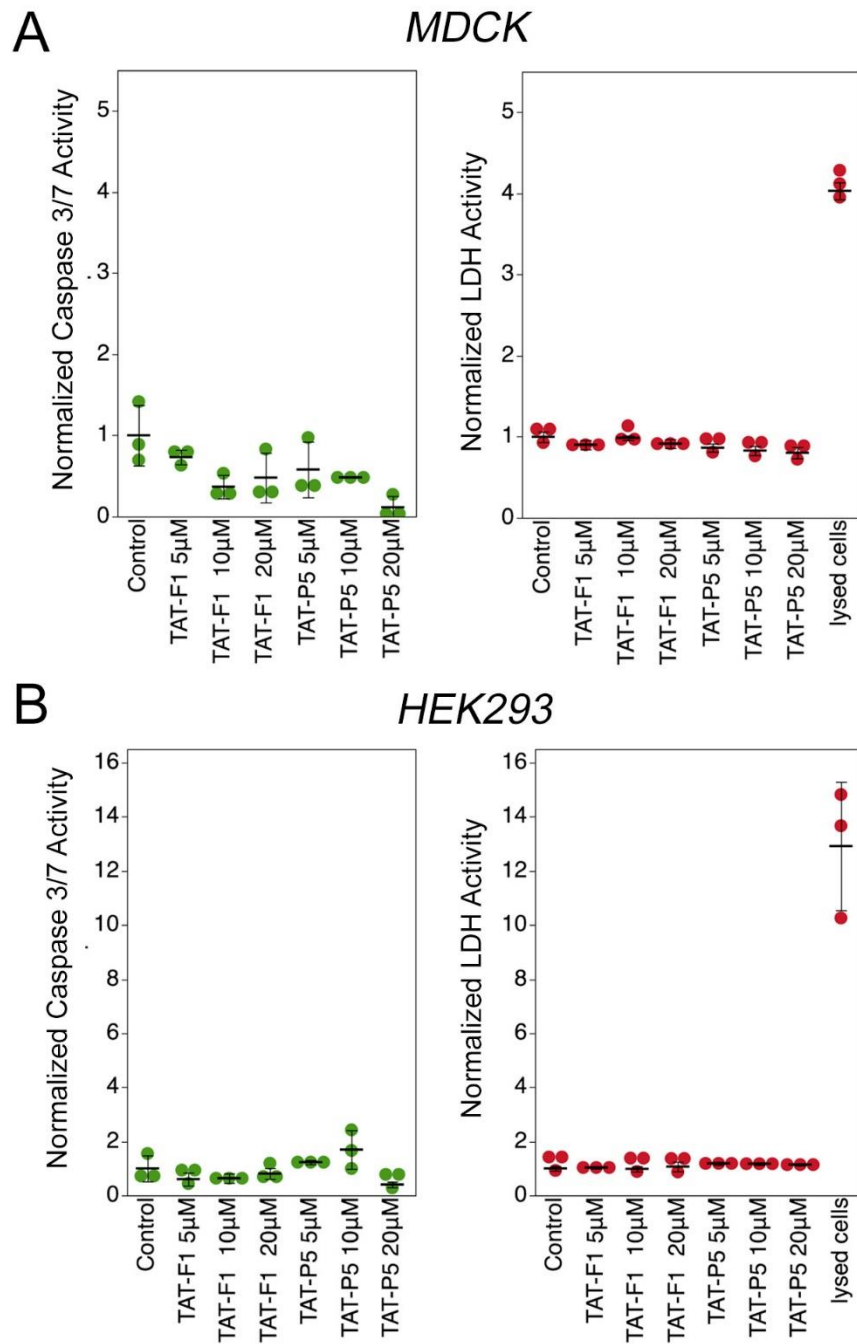 A
MDCK
Normalized Caspase 3/7 Activity
5
4
3
2
1
0
Control
TAT-F1 5µM
TAT-F1 10µM
TAT-F1 20µM
TAT-P5 5µM
TAT-P5 10µM
TAT-P5 20µM
Normalized LDH Activity
5
4
3
2
1
0
Control
TAT-F1 5µM
TAT-F1 10µM
TAT-F1 20µM
TAT-P5 5µM
TAT-P5 10µM
TAT-P5 20µM
lysed cells
B
HEK293
Normalized Caspase 3/7 Activity
16
14
12
10
8
6
4
2
0
Control
TAT-F1 5µM
TAT-F1 10µM
TAT-F1 20µM
TAT-P5 5µM
TAT-P5 10µM
TAT-P5 20µM
Normalized LDH Activity
16
14
12
10
8
6
4
2
0
Control
TAT-F1 5µM
TAT-F1 10µM
TAT-F1 20µM
TAT-P5 5µM
TAT-P5 10µM
TAT-P5 20µM
lysed cells